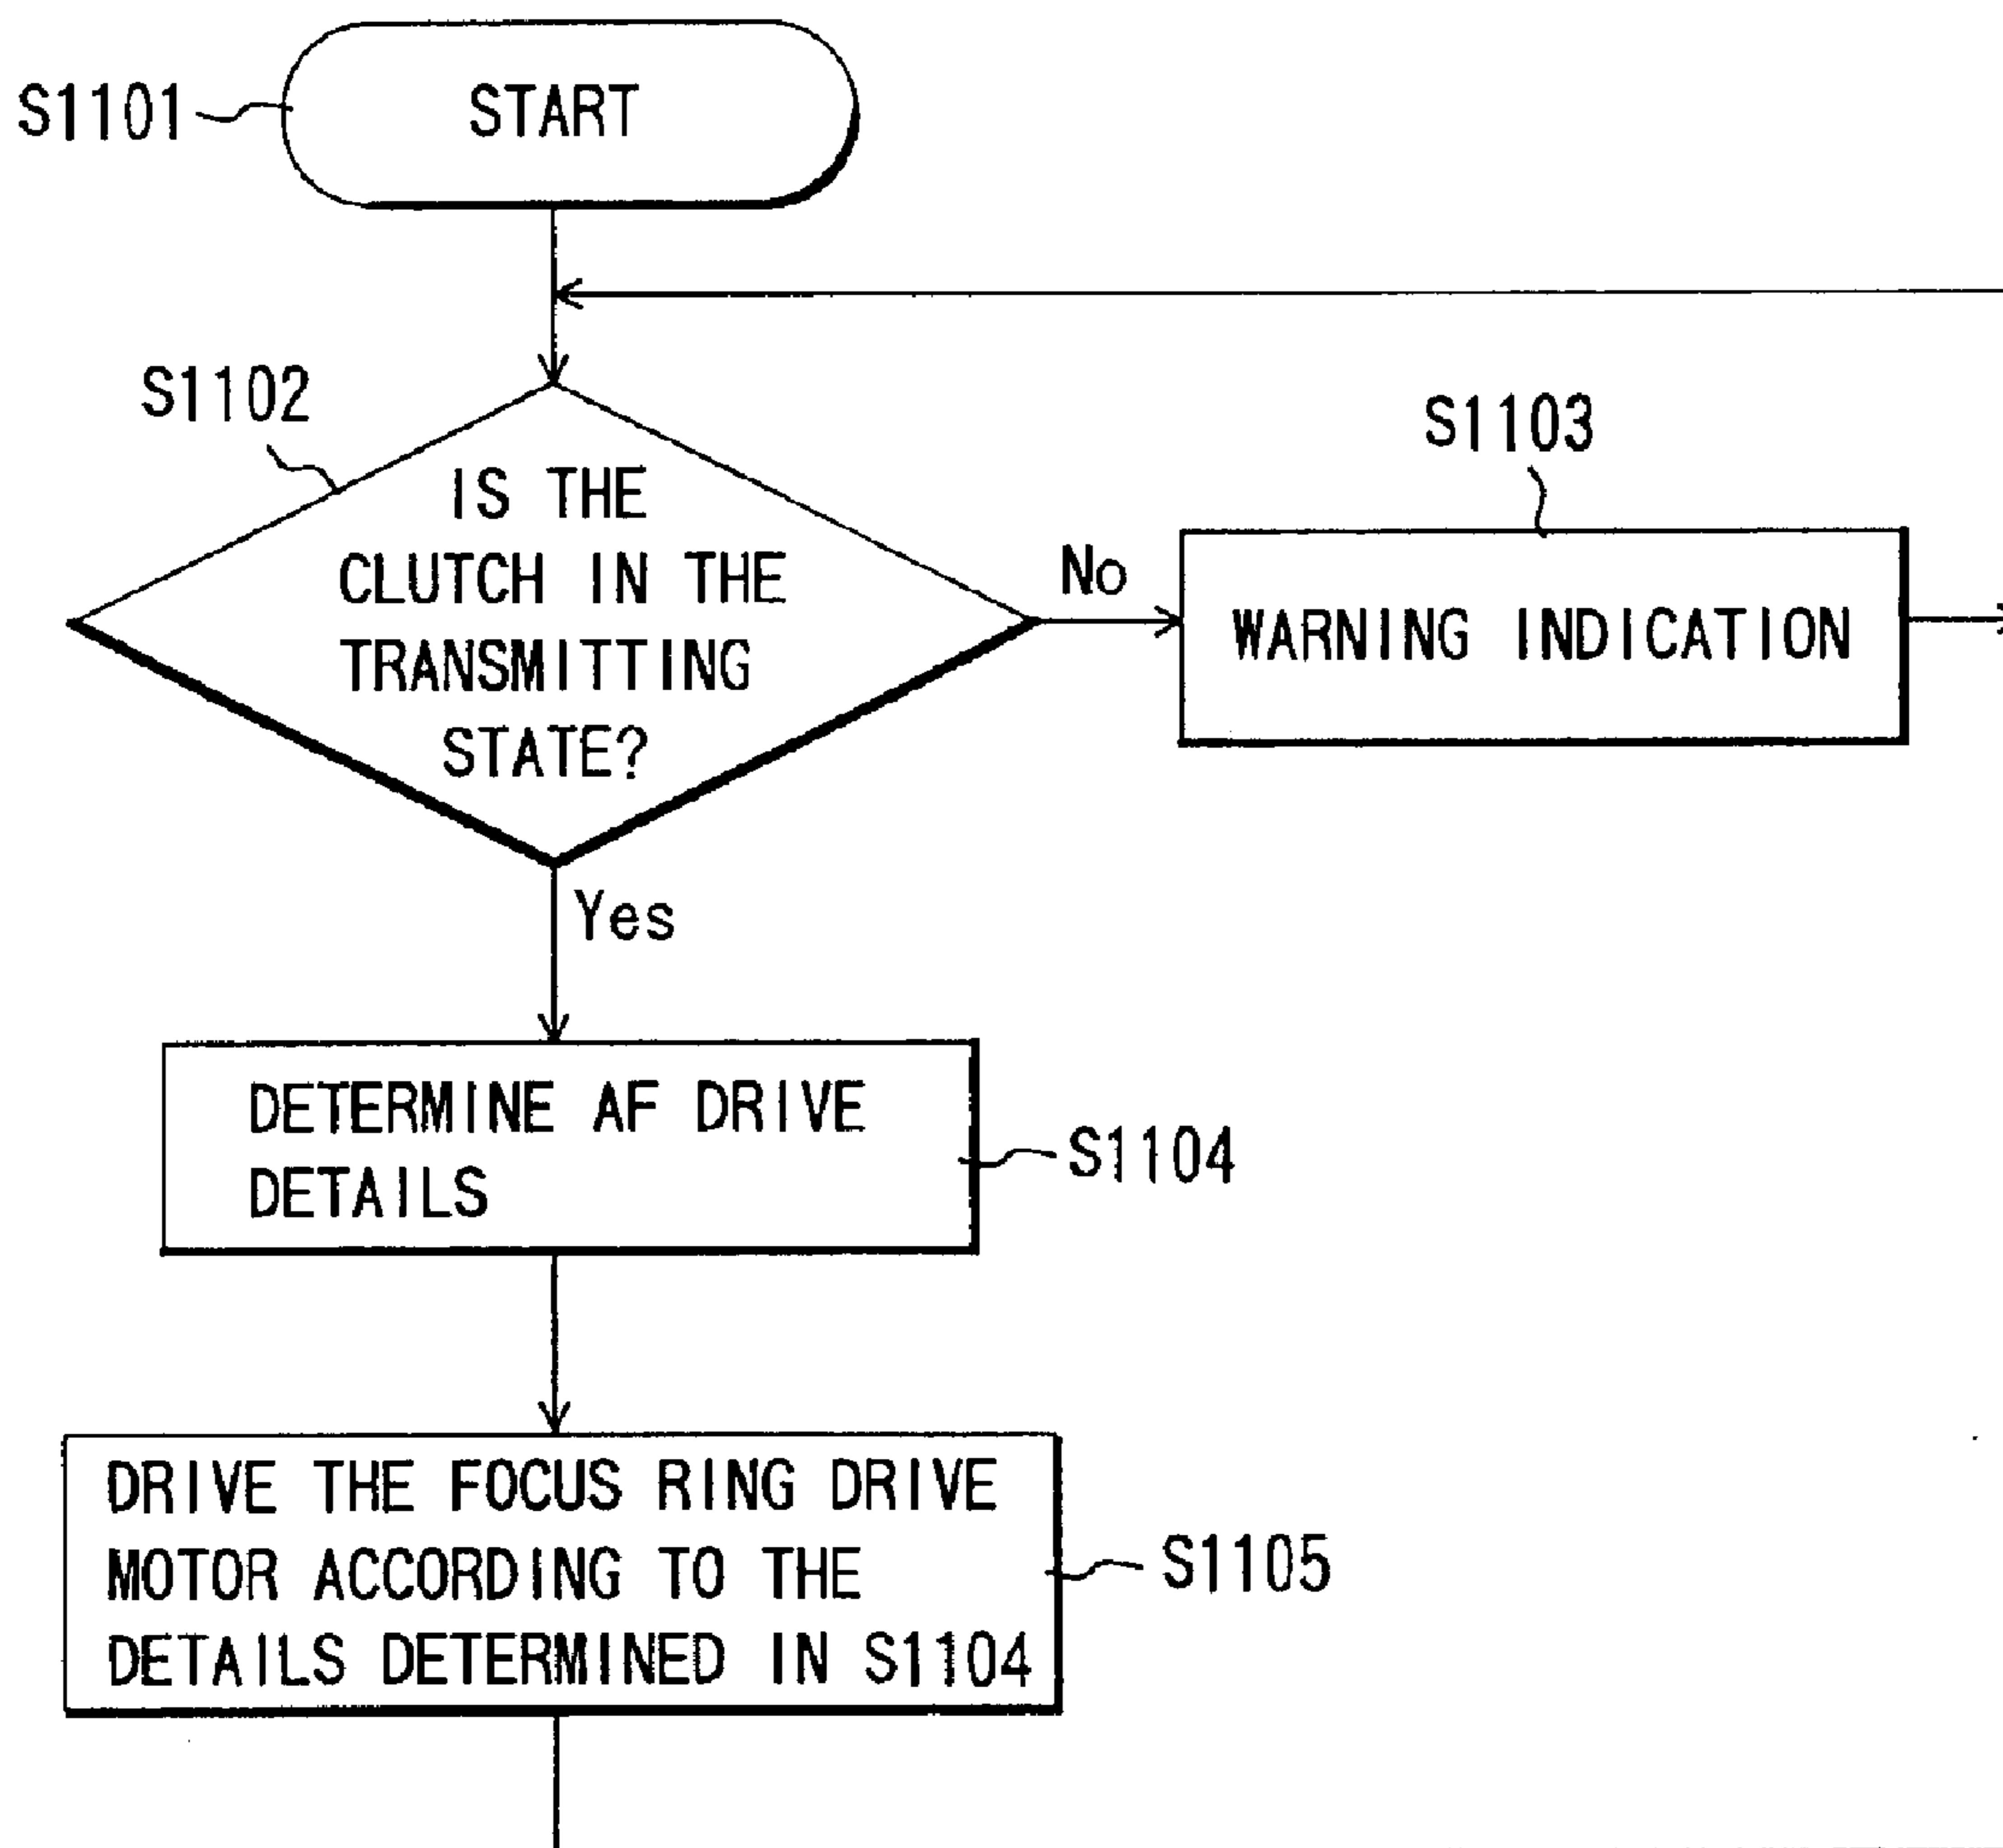 S1101
START
S1102
IS THE
CLUTCH IN THE
TRANSMITTING
STATE?
No
S1103
WARNING INDICATION
Yes
DETERMINE AF DRIVE
DETAILS
S1104
DRIVE THE FOCUS RING DRIVE
MOTOR ACCORDING TO THE
DETAILS DETERMINED IN S1104
S1105